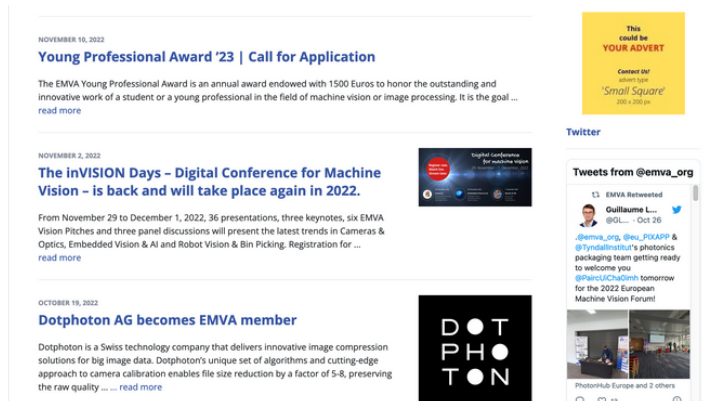 NOVEMBER 10, 2022
Young Professional Award ’23 | Call for Application
The EMVA Young Professional Award is an annual award endowed with 1500 Euros to honor the outstanding and
innovative work of a student or a young professional in the field of machine vision or image processing. It is the goal ...
read more
NOVEMBER 2, 2022
The inVISION Days – Digital Conference for Machine
Vision – is back and will take place again in 2022.
From November 29 to December 1, 2022, 36 presentations, three keynotes, six EMVA
Vision Pitches and three panel discussions will present the latest trends in Cameras &
Optics, Embedded Vision & AI and Robot Vision & Bin Picking. Registration for ...
read more
Digital Conference
for machine vision
OCTOBER 19, 2022
Dotphoton AG becomes EMVA member
Dotphoton is a Swiss technology company that delivers innovative image compression
solutions for big image data. Dotphoton’s unique set of algorithms and cutting-edge
approach to camera calibration enables file size reduction by a factor of 5-8, preserving
the raw quality ... ... read more
DOT
PHO
TON
This
could be
YOUR ADVERT
Contact Us!
advert type
'Small Square'
200 x 200 px
Twitter
Tweets from @emva_org
EMVA Retweeted
Guillaume L...
@GL... · Oct 26
.@emva_org, @eu_PIXAPP &
@TyndallInstitut's photonics
packaging team getting ready
to welcome you
@PaircUiChaOimh tomorrow
for the 2022 European
Machine Vision Forum!
PhotonHub Europe and 2 others